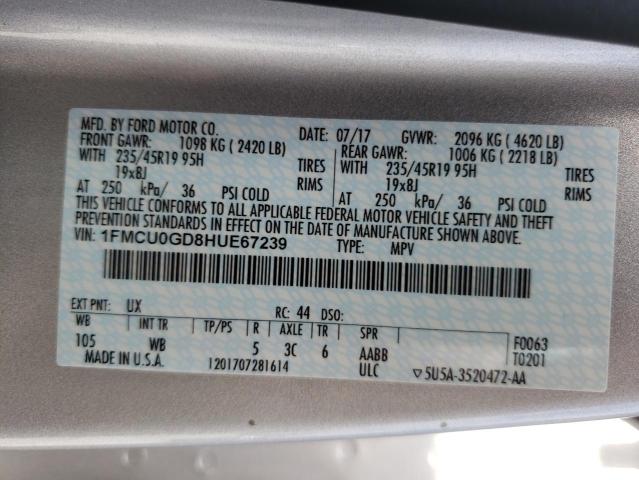 MFD. BY FORD MOTOR CO. DATE: 07/17 GVWR: 2096 KG ( 4620 LB)
FRONT GAWR: 1098 KG ( 2420 LB) REAR GAWR: 1006 KG ( 2218 LB)
WITH 235/45R19 95H TIRES WITH 235/45R19 95H TIRES
19x8J RIMS 19x8J RIMS
AT 250 kPa/ 36 PSI COLD AT 250 kPa/ 36 PSI COLD
THIS VEHICLE CONFORMS TO ALL APPLICABLE FEDERAL MOTOR VEHICLE SAFETY AND THEFT
PREVENTION STANDARDS IN EFFECT ON THE DATE OF MANUFACTURE SHOWN ABOVE.
VIN: 1FMCU0GD8HUE67239 TYPE: MPV
EXT PNT: UX RC: 44 DSO:
WB INT TR TP/PS R AXLE TR SPR F0063
105 WB 5 3C 6 AABB T0201
MADE IN U.S.A. 1201707281614 ULC ▽5U5A-3520472-AA